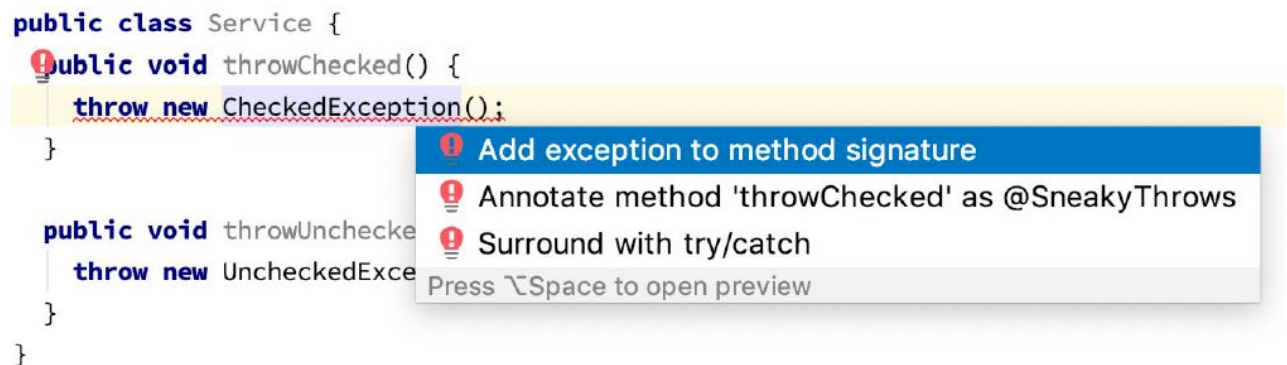 public class Service {
public void throwChecked() {
throw new CheckedException();
}
Add exception to method signature
Annotate method 'throwChecked' as @SneakyThrows
Surround with try/catch
Press ⌥Space to open preview
public void throwUnchecke
throw new UncheckedExce
}
}